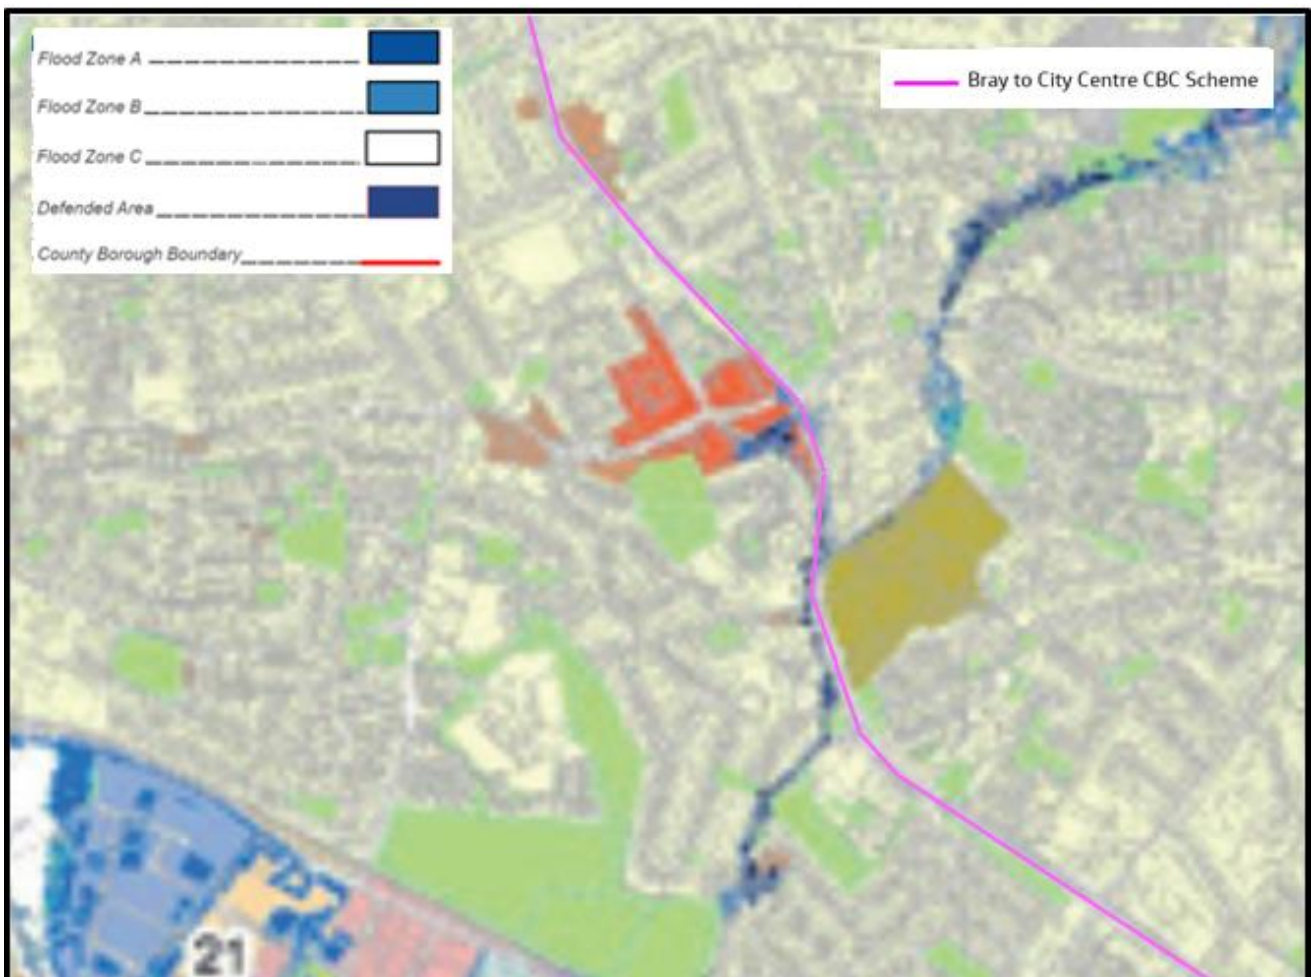 Flood Zone A
Flood Zone B
Flood Zone C
Defended Area
County Borough Boundary
Bray to City Centre CBC Scheme
21